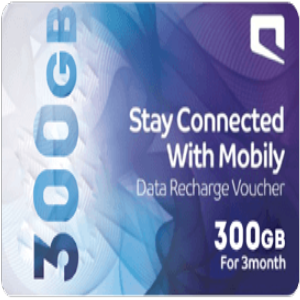 300GB
Stay Connected
With Mobily
Data Recharge Voucher
300GB
For 3month